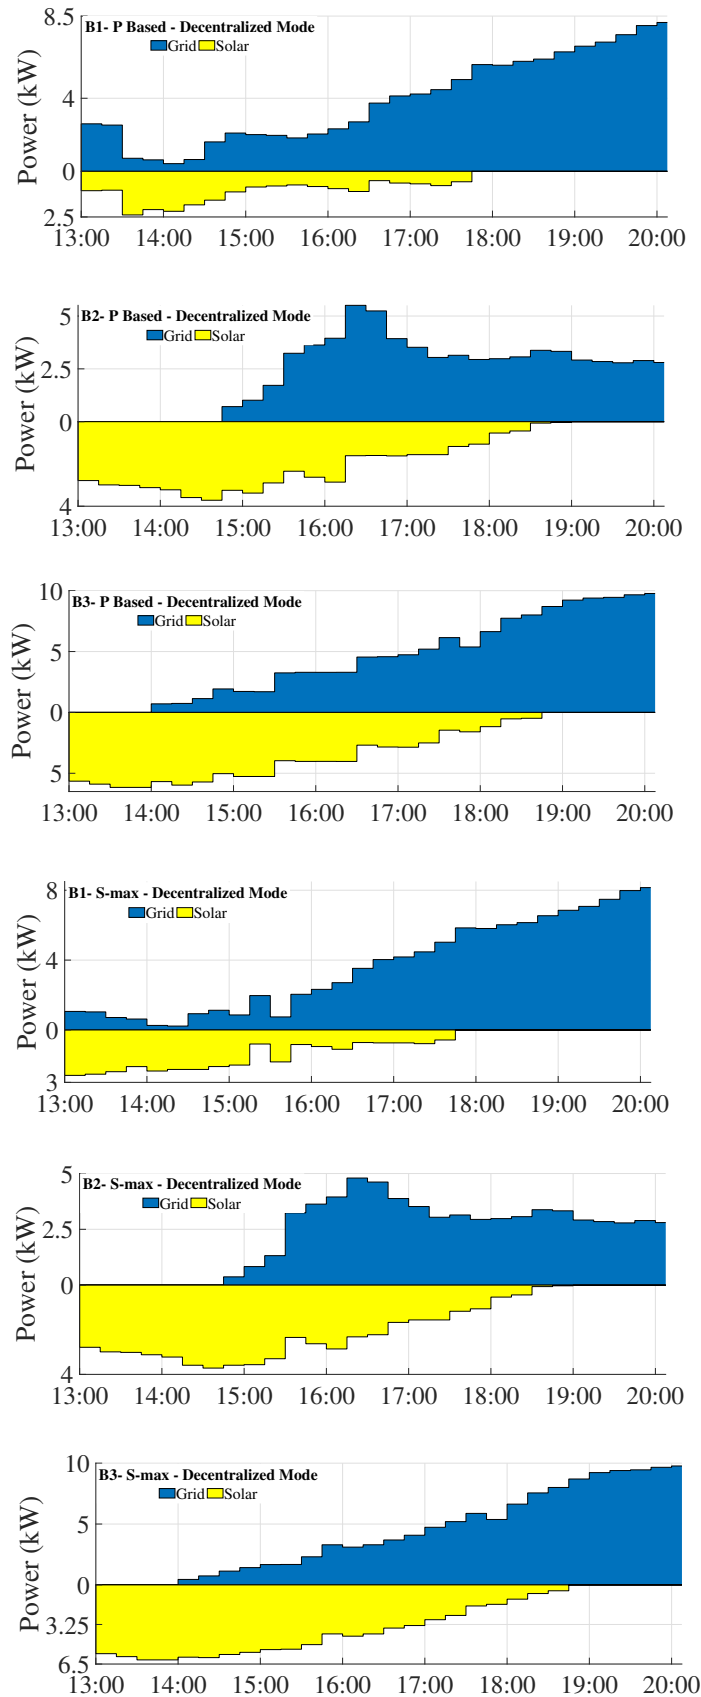 8.5
B1- P Based - Decentralized Mode
Grid Solar
4
0
2.5
Power (kW)
13:00 14:00 15:00 16:00 17:00 18:00 19:00 20:00
5
B2- P Based - Decentralized Mode
Grid Solar
2.5
0
4
Power (kW)
13:00 14:00 15:00 16:00 17:00 18:00 19:00 20:00
10
B3- P Based - Decentralized Mode
Grid Solar
5
0
5
Power (kW)
13:00 14:00 15:00 16:00 17:00 18:00 19:00 20:00
8
B1- S-max - Decentralized Mode
Grid Solar
4
0
3
Power (kW)
13:00 14:00 15:00 16:00 17:00 18:00 19:00 20:00
5
B2- S-max - Decentralized Mode
Grid Solar
2.5
0
4
Power (kW)
13:00 14:00 15:00 16:00 17:00 18:00 19:00 20:00
10
B3- S-max - Decentralized Mode
Grid Solar
5
0
3.25
6.5
Power (kW)
13:00 14:00 15:00 16:00 17:00 18:00 19:00 20:00